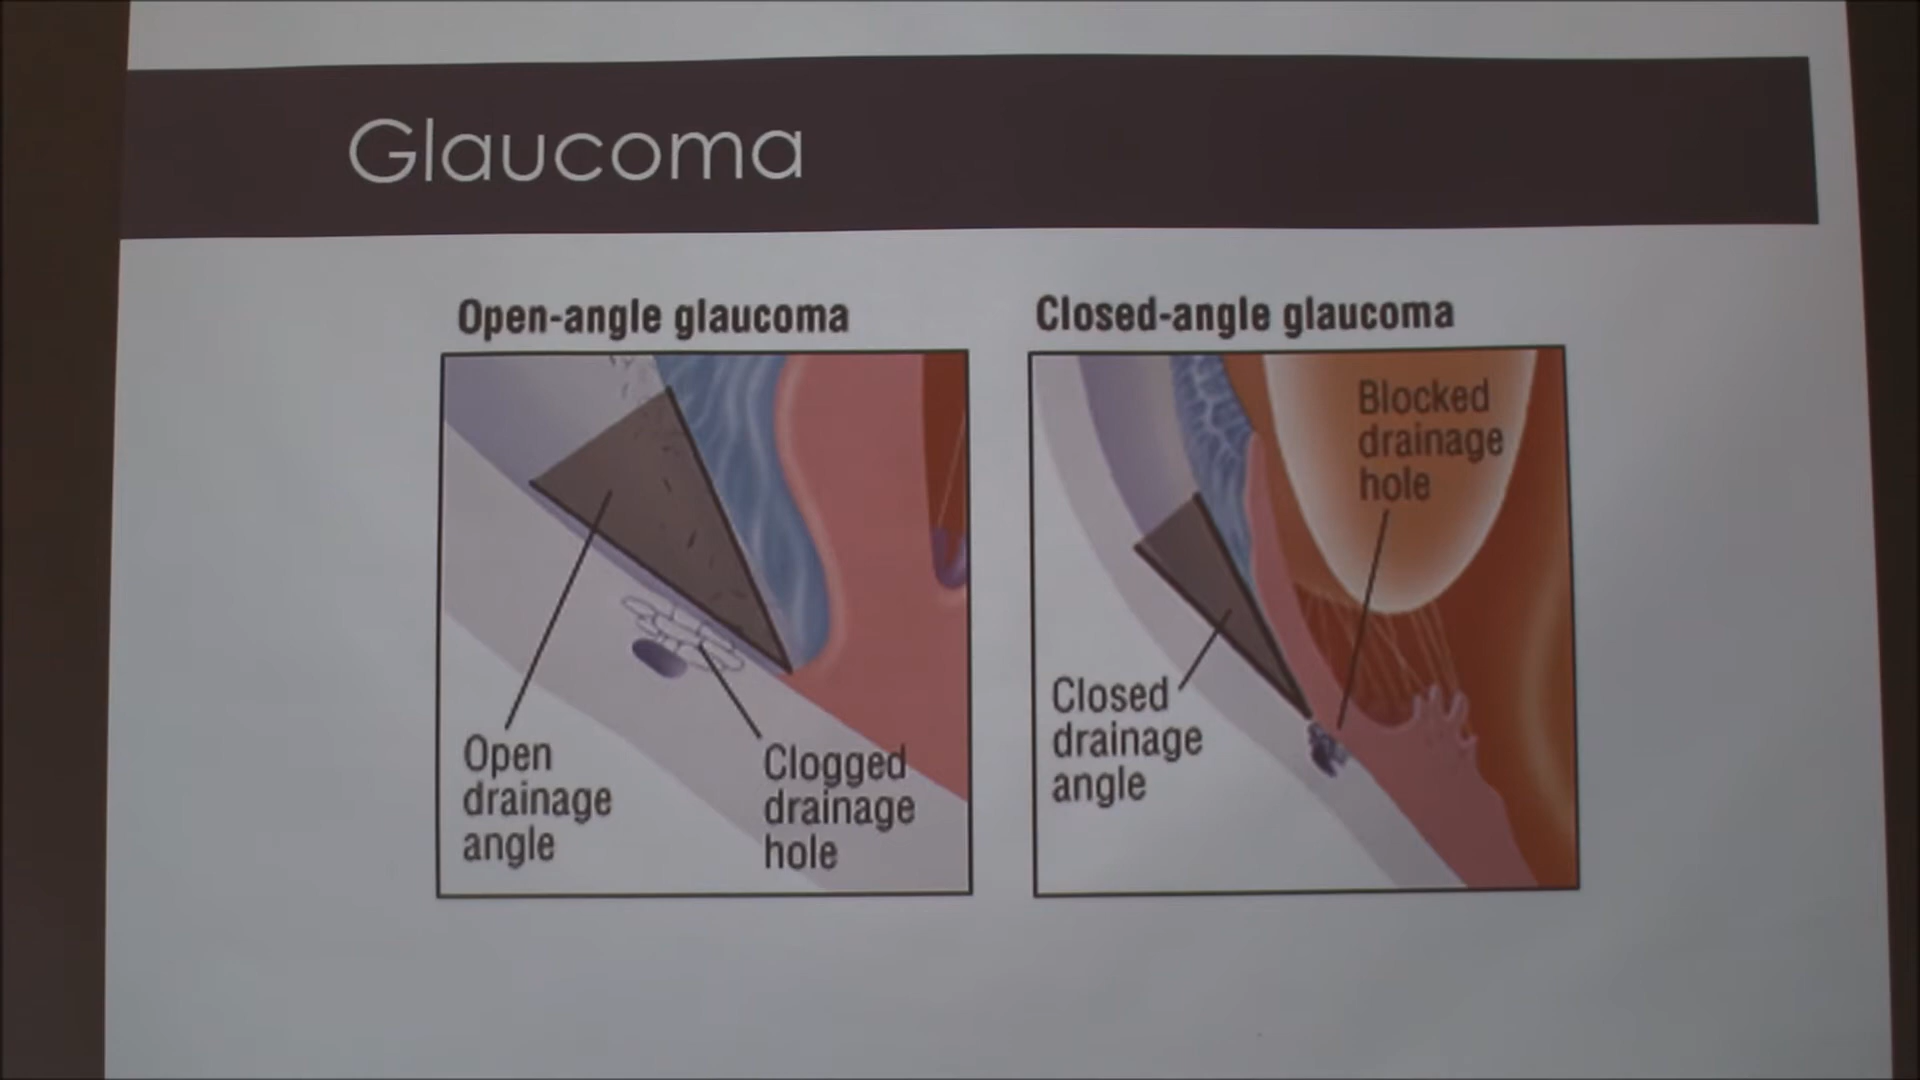 Glaucoma
Open-angle glaucoma
Open
drainage
angle
Clogged
drainage
hole
Closed-angle glaucoma
Blocked
drainage
hole
Closed
drainage
angle